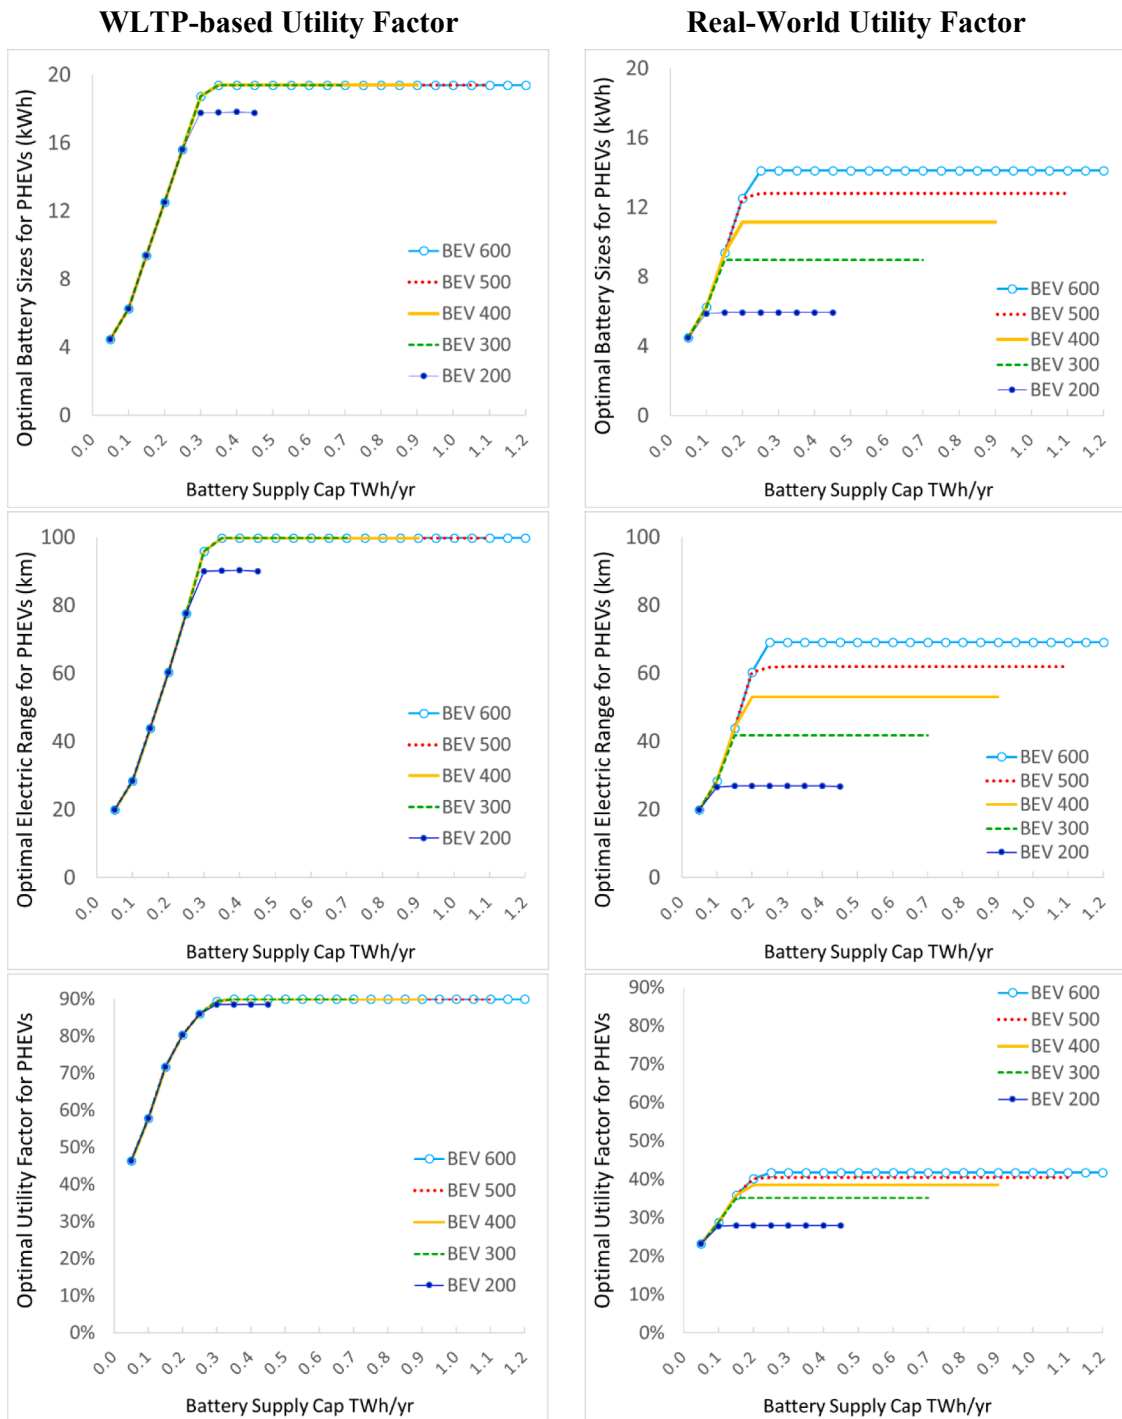 WLTP-based Utility Factor
Real-World Utility Factor
Optimal Battery Sizes for PHEVs (kWh)
20
16
12
8
4
0
BEV 600
BEV 500
BEV 400
BEV 300
BEV 200
0.0 0.1 0.2 0.3 0.4 0.5 0.6 0.7 0.8 0.9 1.0 1.1 1.2
Battery Supply Cap TWh/yr
Optimal Battery Sizes for PHEVs (kWh)
20
16
12
8
4
0
BEV 600
BEV 500
BEV 400
BEV 300
BEV 200
0.0 0.1 0.2 0.3 0.4 0.5 0.6 0.7 0.8 0.9 1.0 1.1 1.2
Battery Supply Cap TWh/yr
Optimal Electric Range for PHEVs (km)
100
80
60
40
20
0
BEV 600
BEV 500
BEV 400
BEV 300
BEV 200
0.0 0.1 0.2 0.3 0.4 0.5 0.6 0.7 0.8 0.9 1.0 1.1 1.2
Battery Supply Cap TWh/yr
Optimal Electric Range for PHEVs (km)
100
80
60
40
20
0
BEV 600
BEV 500
BEV 400
BEV 300
BEV 200
0.0 0.1 0.2 0.3 0.4 0.5 0.6 0.7 0.8 0.9 1.0 1.1 1.2
Battery Supply Cap TWh/yr
Optimal Utility Factor for PHEVs
90%
80%
70%
60%
50%
40%
30%
20%
10%
0%
BEV 600
BEV 500
BEV 400
BEV 300
BEV 200
0.0 0.1 0.2 0.3 0.4 0.5 0.6 0.7 0.8 0.9 1.0 1.1 1.2
Battery Supply Cap TWh/yr
Optimal Utility Factor for PHEVs
90%
80%
70%
60%
50%
40%
30%
20%
10%
0%
BEV 600
BEV 500
BEV 400
BEV 300
BEV 200
0.0 0.1 0.2 0.3 0.4 0.5 0.6 0.7 0.8 0.9 1.0 1.1 1.2
Battery Supply Cap TWh/yr